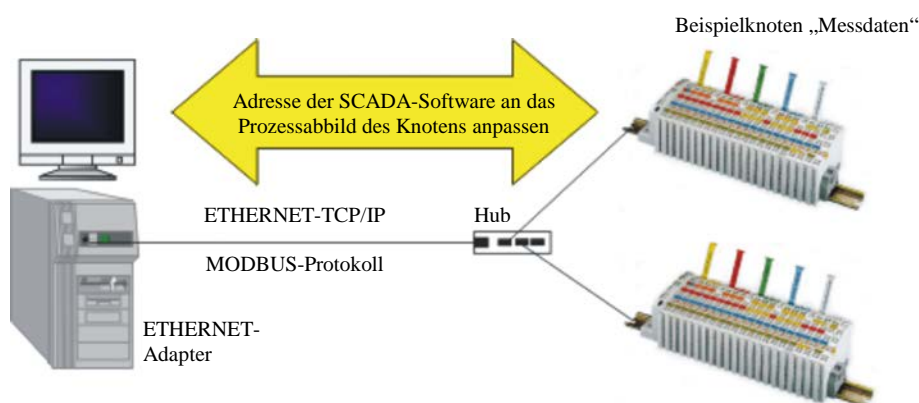 Beispielknoten „Messdaten“
Adresse der SCADA-Software an das
Prozessabbild des Knotens anpassen
ETHERNET-TCP/IP
Hub
MODBUS-Protokoll
ETHERNET-
Adapter